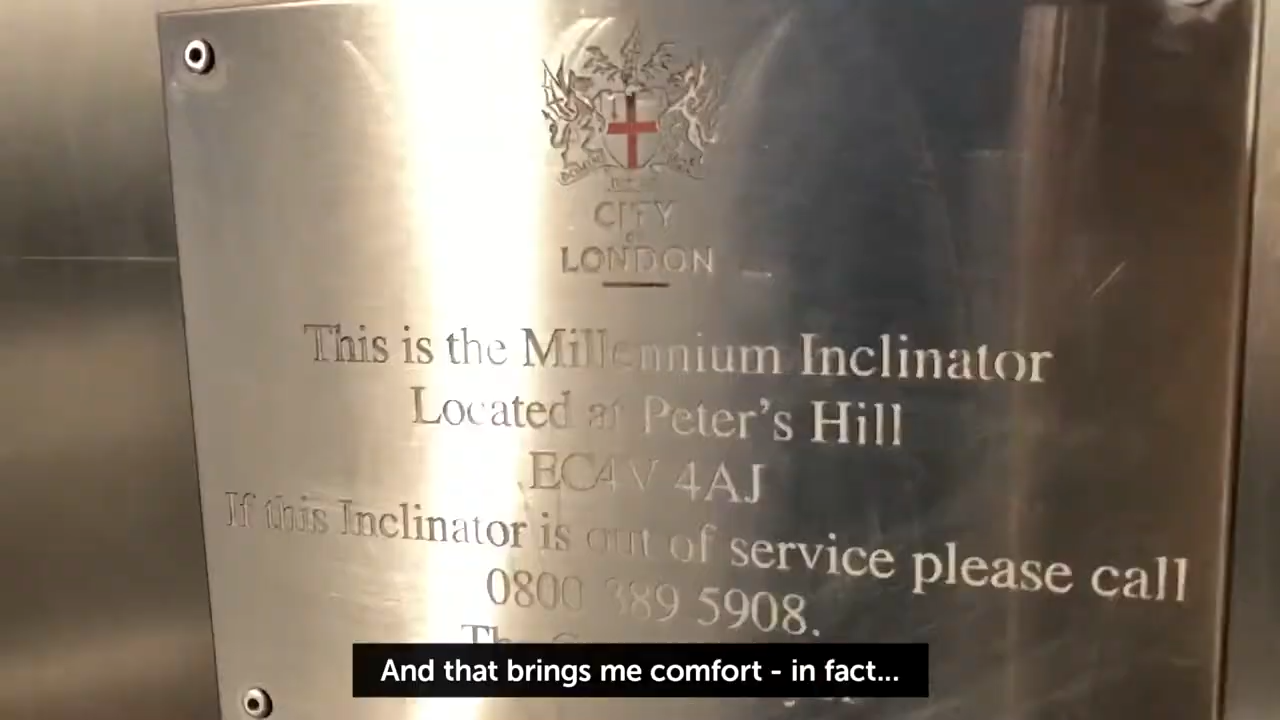 CITY
of
LONDON
This is the Millennium Inclinator
Located at Peter's Hill
EC4V 4AJ
If this Inclinator is out of service please call
0800 389 5908.
The
And that brings me comfort - in fact...